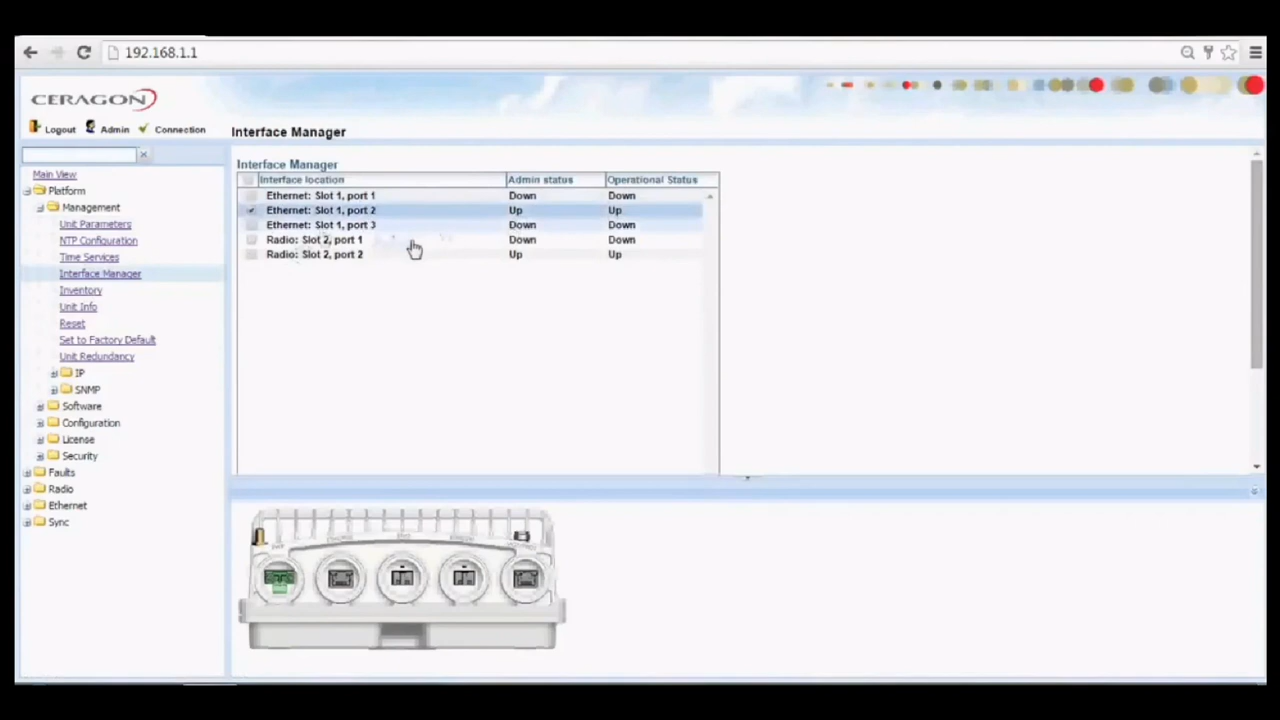 192.168.1.1
CERAGON
Logout Admin Connection
Interface Manager
Main View
Platform
Management
Unit Parameters
NTP Configuration
Time Services
Interface Manager
Inventory
Unit Info
Reset
Set to Factory Default
Unit Redundancy
IP
SNMP
Software
Configuration
License
Security
Faults
Radio
Ethernet
Sync
Interface Manager
Interface location Admin status Operational Status
Ethernet: Slot 1, port 1 Down Down
Ethernet: Slot 1, port 2 Up Up
Ethernet: Slot 1, port 3 Down Down
Radio: Slot 2, port 1 Down Down
Radio: Slot 2, port 2 Up Up